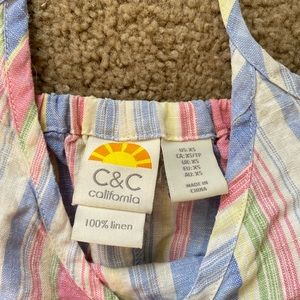 C&C
california
100% linen
US: XS
CA: XS/TP
UK: XS
EU: XS
AU: XS
MADE IN
CHINA